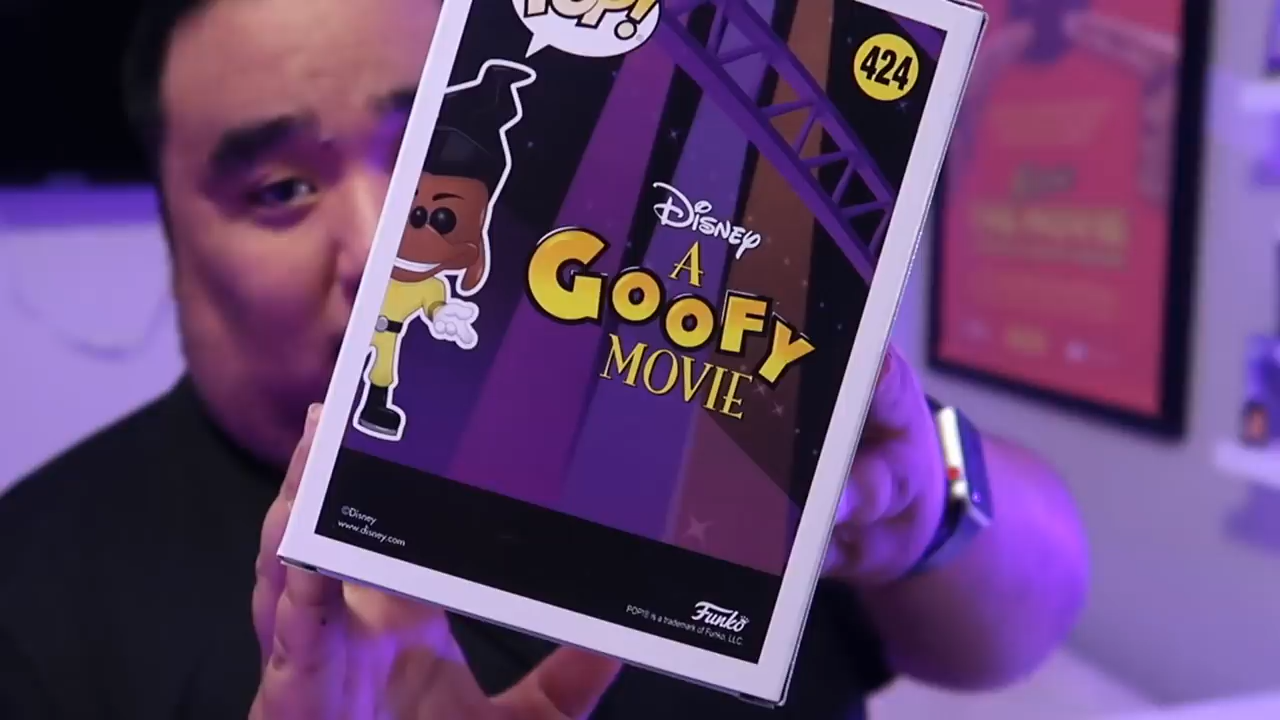 POP!
424
Disney
A
GOOFY
MOVIE
©Disney
www.disney.com
Funko
POP!® is a trademark of Funko, LLC.